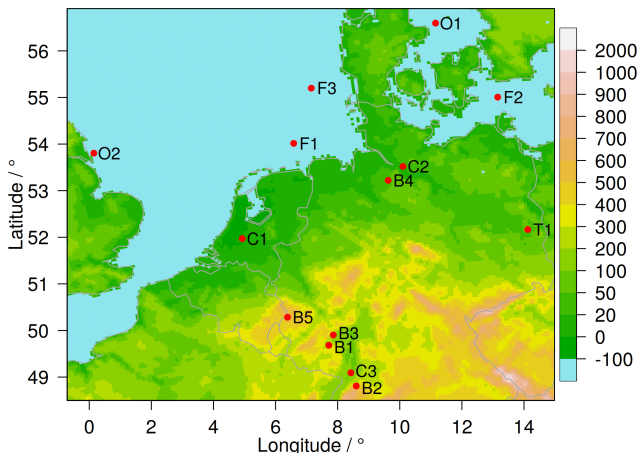 O1
56
2000
F3
1000
55
F2
900
800
54
F1
O2
700
C2
600
53
B4
500
T1
400
52
C1
300
200
51
100
B5
50
50
B3
20
B1
0
49
C3
B2
-100
0
2
4
6
8
10
12
14
Latitude / °
Longitude / °